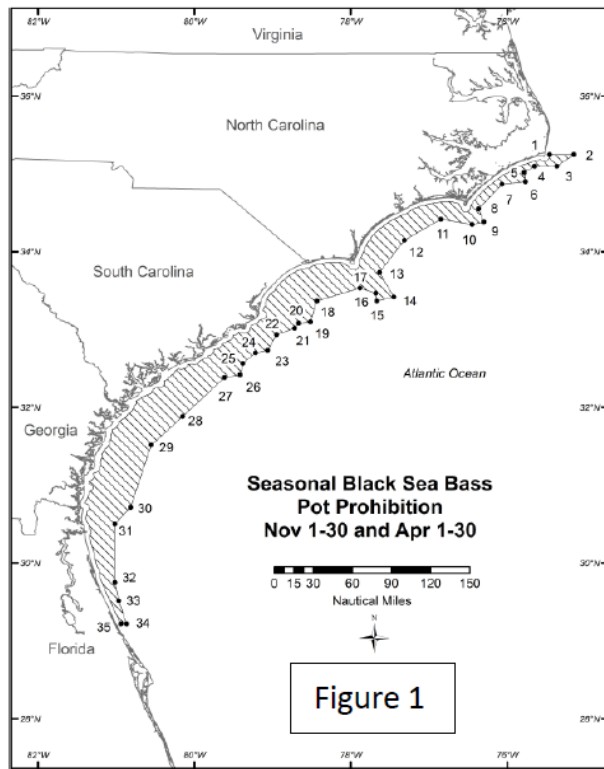 82°W 80°W 78°W 76°W
Virginia
36°N 36°N
North Carolina
1 2
5 4 3
7 6
8
9
11 10
34°N 34°N
12
South Carolina
13
17
16 14
15
18
20
22 21 19
24
23
25
26
27
Atlantic Ocean
32°N 32°N
28
Georgia
29
Seasonal Black Sea Bass
Pot Prohibition
Nov 1-30 and Apr 1-30
30
31
30°N 30°N
32
0 15 30 60 90 120 150
Nautical Miles
33
N
35 34
Florida
Figure 1
28°N 28°N
82°W 80°W 78°W 76°W